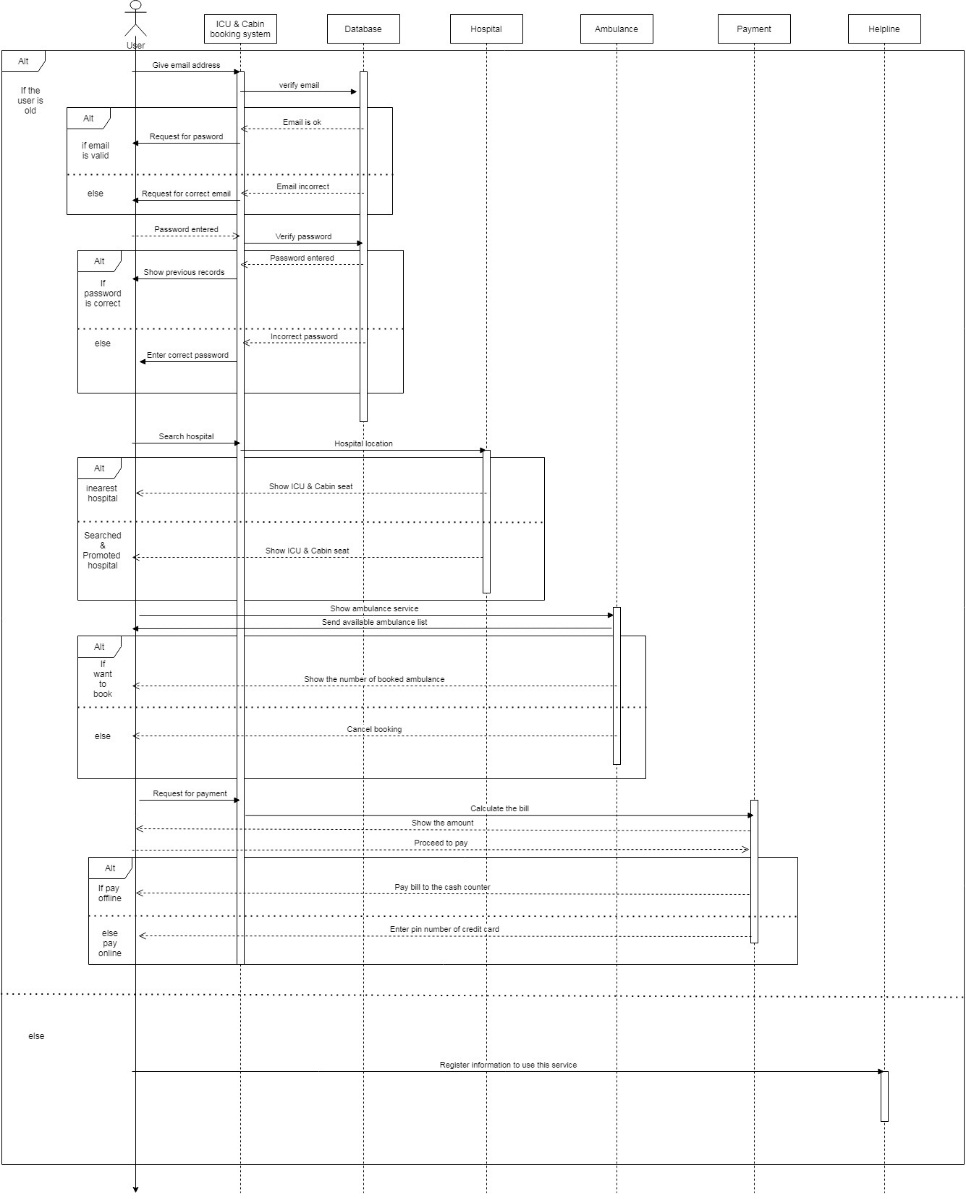 ICU & Cabin
booking system
Database
Hospital
Ambulance
Payment
Helpline
User
Alt
If the
user is
old
Give email address
verify email
Alt
if email
is valid
Email is ok
Request for pasword
else
Email incorrect
Request for correct email
Password entered
Verify password
Alt
If
password
is correct
Password entered
Show previous records
else
Incorrect password
Enter correct password
Search hospital
Hospital location
Alt
inearest
hospital
Show ICU & Cabin seat
Searched
&
Promoted
hospital
Show ICU & Cabin seat
Show ambulance service
Send available ambulance list
Alt
If
want
to
book
Show the number of booked ambulance
else
Cancel booking
Request for payment
Calculate the bill
Show the amount
Proceed to pay
Alt
If pay
offline
Pay bill to the cash counter
else
pay
online
Enter pin number of credit card
else
Register information to use this service